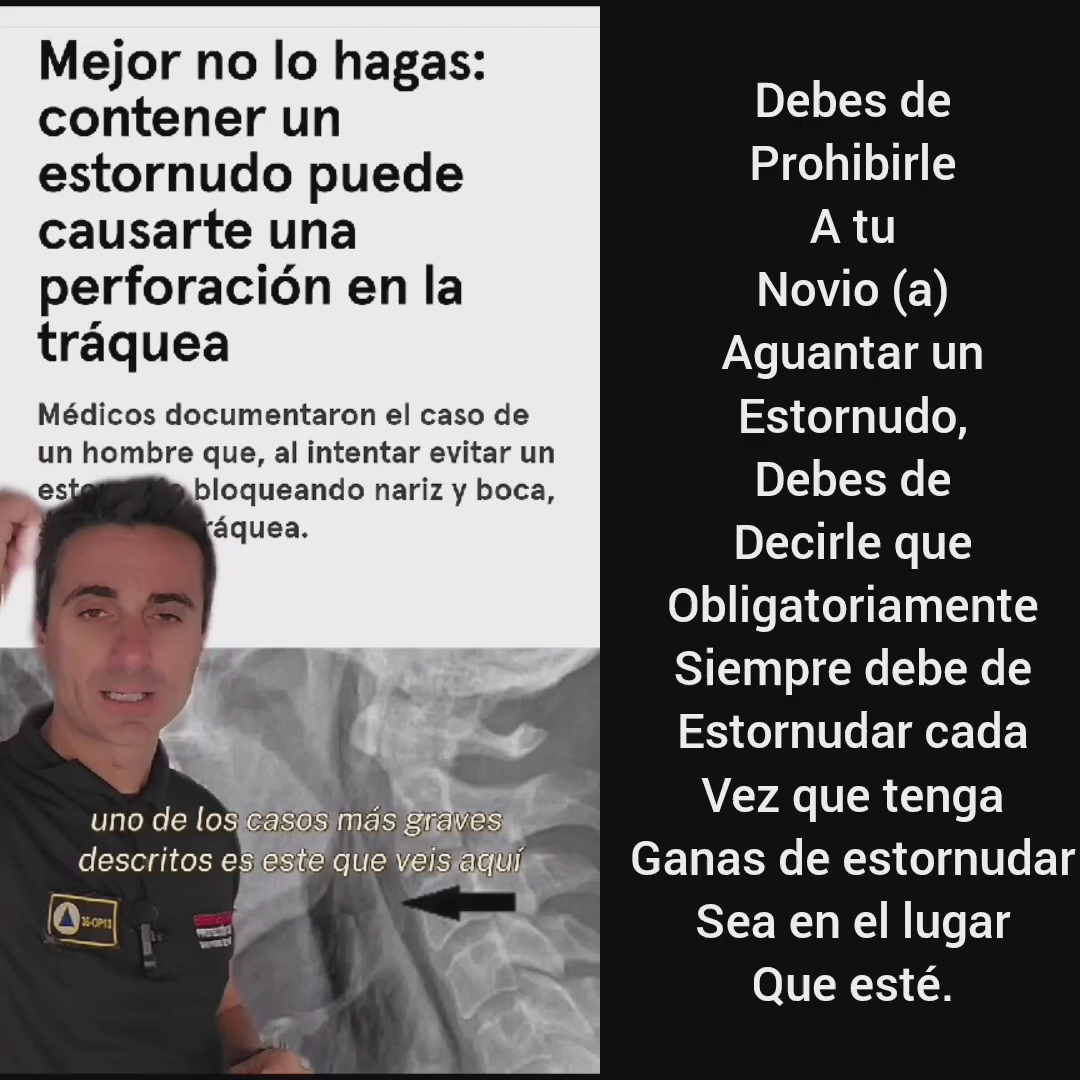 Mejor no lo hagas:
contener un
estornudo puede
causarte una
perforación en la
tráquea
Médicos documentaron el caso de
un hombre que, al intentar evitar un
bloqueando nariz y boca,
ráquea.
uno de los casos más graves
descritos es este que veis aquí
Debes de
Prohibirle
A tu
Novio (a)
Aguantar un
Estornudo,
Debes de
Decirle que
Obligatoriamente
Siempre debe de
Estornudar cada
Vez que tenga
Ganas de estornudar
Sea en el lugar
Que esté.